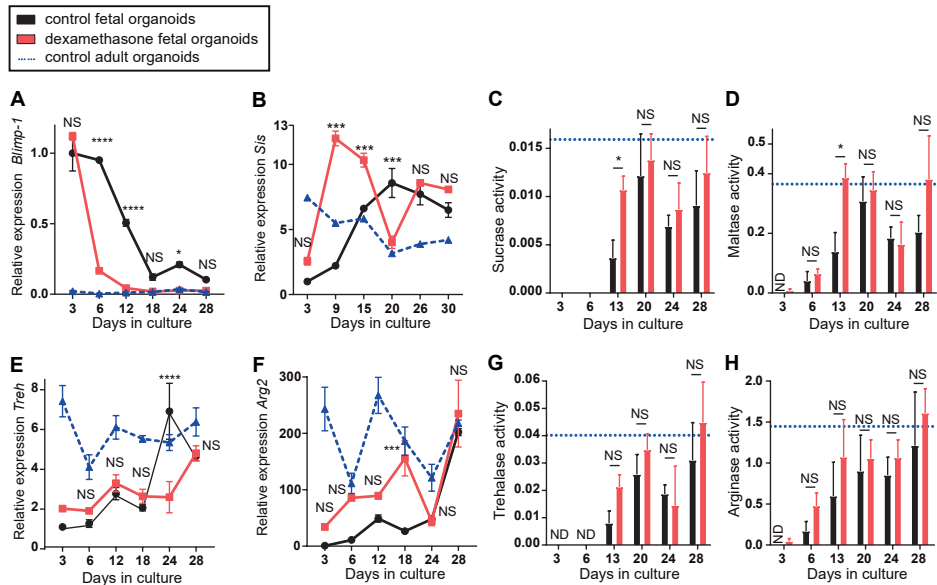 control fetal organoids
dexamethasone fetal organoids
control adult organoids
A
Relative expression Blimp-1
1.0
0.5
0.0
NS
****
****
NS
*
NS
3 6 12 18 24 28
Days in culture
B
Relative expression Sis
13
12
9
6
3
0
NS
***
***
***
NS
NS
3 9 15 20 26 30
Days in culture
C
Sucrase activity
0.015
0.010
0.005
0.000
*
NS
NS
NS
3 6 13 20 24 28
Days in culture
D
Maltase activity
0.4
0.2
0.0
ND
NS
*
NS
NS
NS
3 6 13 20 24 28
Days in culture
E
Relative expression Treh
8
6
4
2
0
NS
NS
NS
****
NS
3 6 12 18 24 28
Days in culture
F
Relative expression Arg2
300
200
100
0
NS
NS
NS
***
NS
NS
3 6 12 18 24 28
Days in culture
G
Trehalase activity
0.06
0.05
0.04
0.03
0.02
0.01
0.00
ND
ND
NS
NS
NS
NS
3 6 13 20 24 28
Days in culture
H
Arginase activity
2.0
1.5
1.0
0.5
0.0
ND
NS
NS
NS
NS
NS
3 6 13 20 24 28
Days in culture